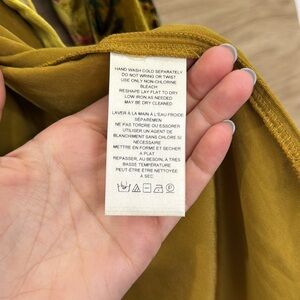 HAND WASH COLD SEPARATELY
DO NOT WRING OR TWIST
USE ONLY NON-CHLORINE
BLEACH
RESHAPE LAY FLAT TO DRY
LOW IRON AS NEEDED
MAY BE DRY CLEANED
LAVER À LA MAIN À L'EAU FROIDE
SÉPARÉMENT
NE PAS TORDRE OU ESSORER
UTILISER UN AGENT DE
BLANCHIMENT SANS CHLORE SI
NÉCESSAIRE
METTRE EN FORME ET SÉCHER
À PLAT
REPASSER, AU BESOIN, À TRÈS
BASSE TEMPÉRATURE
PEUT-ÊTRE ÊTRE NETTOYÉE
À SEC